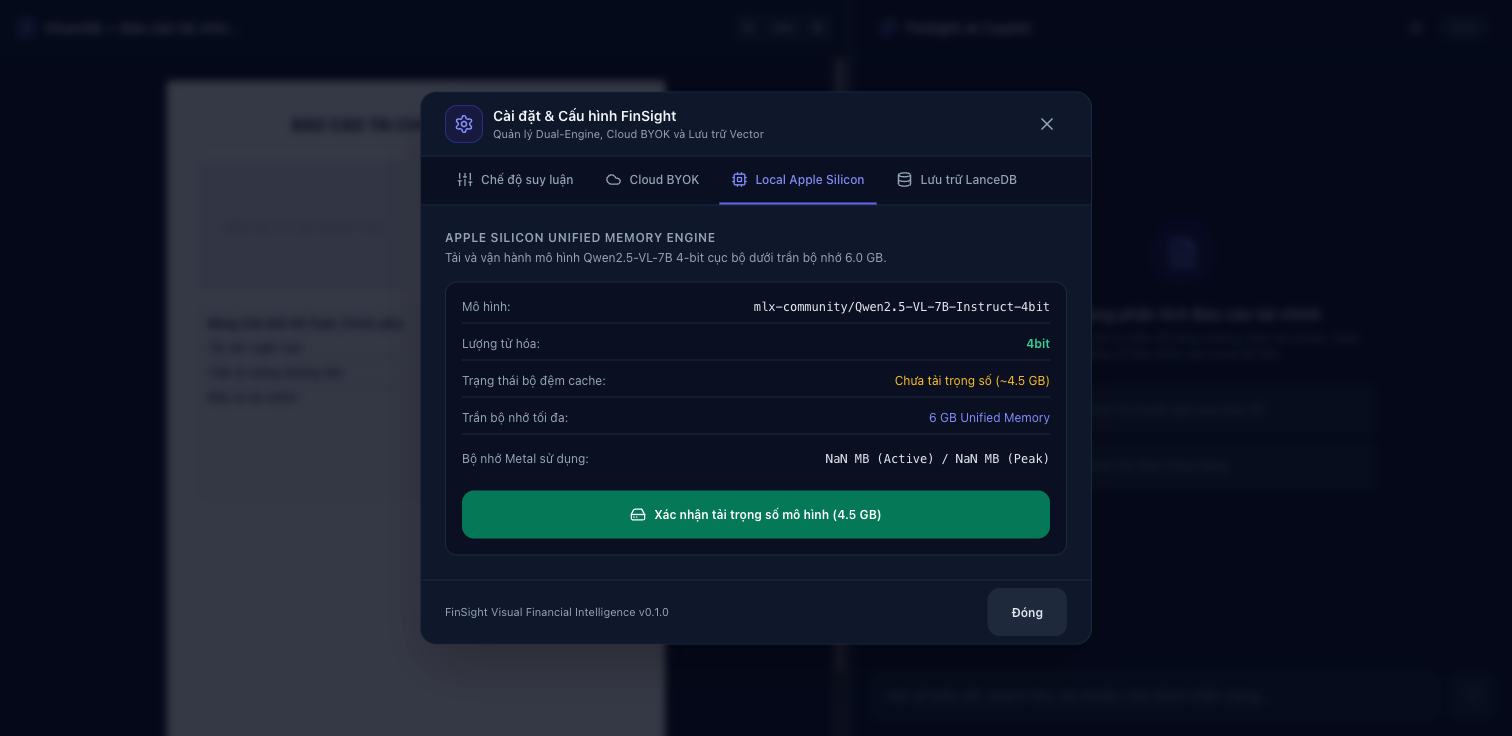 Cài đặt & Cấu hình FinSight
Quản lý Dual-Engine, Cloud BYOK và Lưu trữ Vector
Chế độ suy luận
Cloud BYOK
Local Apple Silicon
Lưu trữ LanceDB
APPLE SILICON UNIFIED MEMORY ENGINE
Tải và vận hành mô hình Qwen2.5-VL-7B 4-bit cục bộ dưới trần bộ nhớ 6.0 GB.
Mô hình: mlx-community/Qwen2.5-VL-7B-Instruct-4bit
Lượng tử hóa: 4bit
Trạng thái bộ đệm cache: Chưa tải trọng số (~4.5 GB)
Trần bộ nhớ tối đa: 6 GB Unified Memory
Bộ nhớ Metal sử dụng: NaN MB (Active) / NaN MB (Peak)
Xác nhận tải trọng số mô hình (4.5 GB)
FinSight Visual Financial Intelligence v0.1.0
Đóng